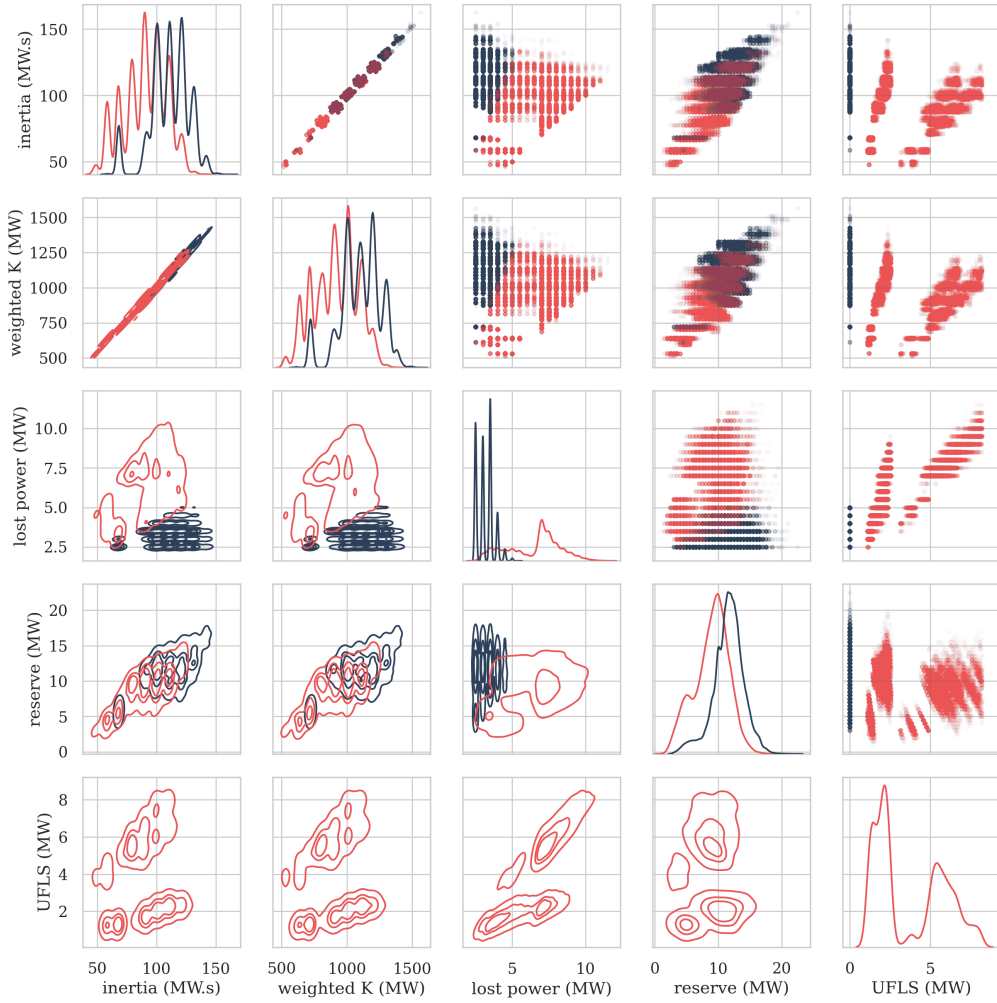 150
100
50
inertia (MW.s)
1500
1250
1000
750
500
weighted K (MW)
10.0
7.5
5.0
2.5
lost power (MW)
20
15
10
5
0
reserve (MW)
8
6
4
2
UFLS (MW)
50 100 150
500 1000 1500
5 10
0 10 20
0 5
inertia (MW.s)
weighted K (MW)
lost power (MW)
reserve (MW)
UFLS (MW)